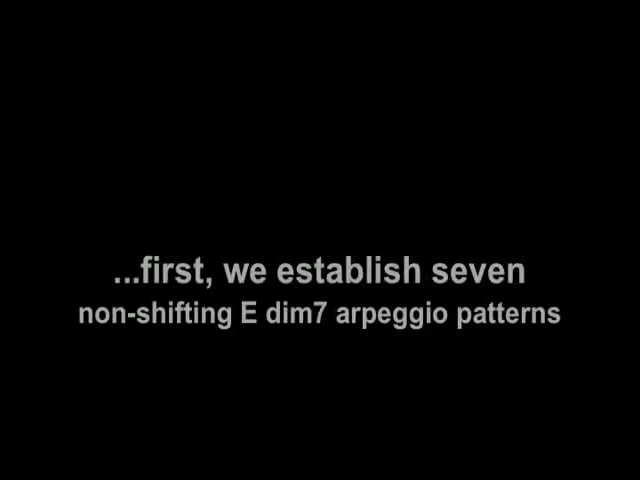 ...first, we establish seven
non-shifting E dim7 arpeggio patterns